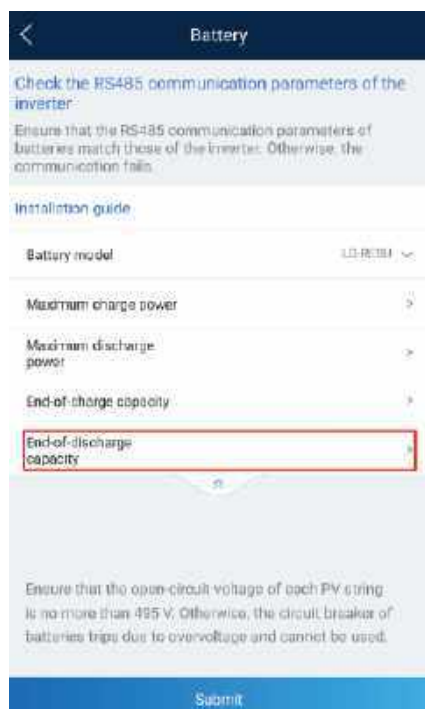 Battery
Check the RS485 communication parameters of the
inverter
Ensure that the RS485 communication parameters of
batteries match those of the inverter. Otherwise, the
communication fails.
Installation guide
Battery model
Maximum charge power
Maximum discharge
power
End-of-charge capacity
End-of-discharge
capacity
Ensure that the open-circuit voltage of each PV string
is no more than 495 V. Otherwise, the circuit breaker of
batteries trips due to overvoltage and cannot be used.
Submit